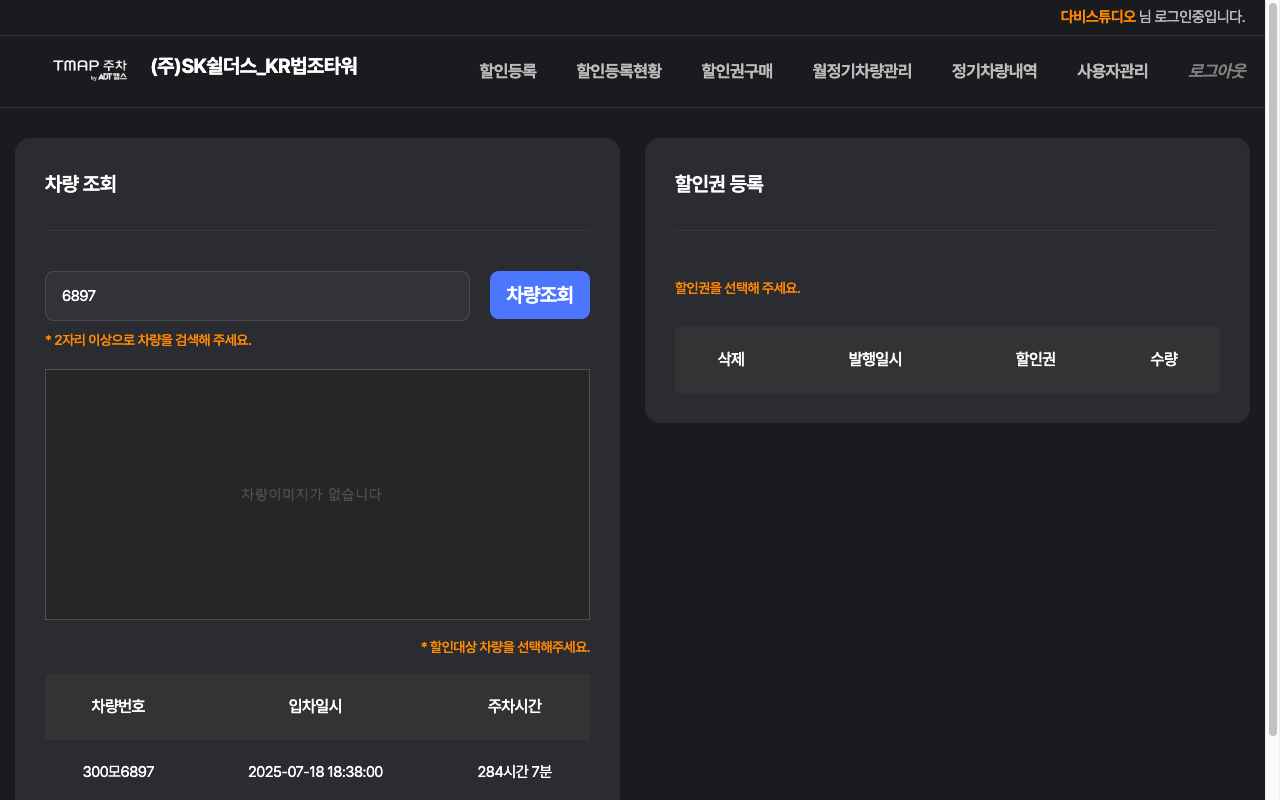 다비스튜디오 님 로그인중입니다.
TMAP 주차
by ADT캡스
(주)SK쉴더스_KR법조타워
할인등록
할인등록현황
할인권구매
월정기차량관리
정기차량내역
사용자관리
로그아웃
차량 조회
6897
차량조회
* 2자리 이상으로 차량을 검색해 주세요.
차량이미지가 없습니다
* 할인대상 차량을 선택해주세요.
차량번호 입차일시 주차시간
300모6897 2025-07-18 18:38:00 284시간 7분
할인권 등록
할인권을 선택해 주세요.
삭제 발행일시 할인권 수량